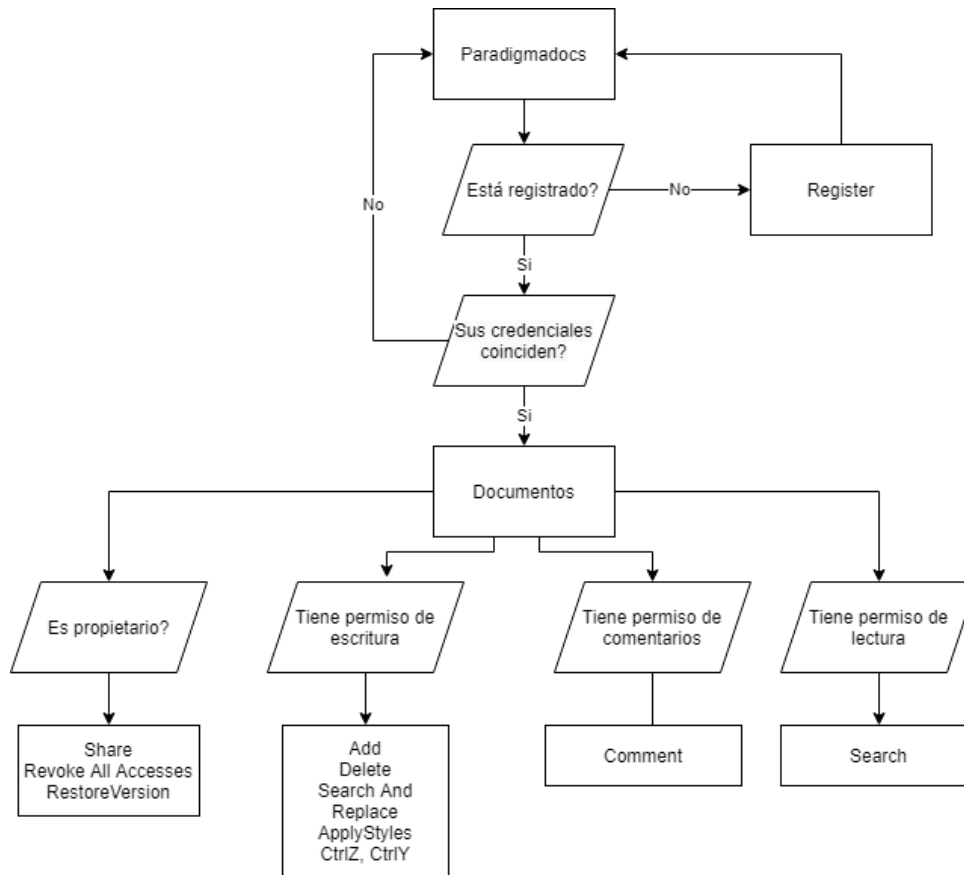 Paradigmadocs
Está registrado?
No
Register
No
Si
Sus credenciales
coinciden?
Si
Documentos
Es propietario?
Tiene permiso de
escritura
Tiene permiso de
comentarios
Tiene permiso de
lectura
Share
Revoke All Accesses
RestoreVersion
Add
Delete
Search And
Replace
ApplyStyles
CtrlZ, CtrlY
Comment
Search